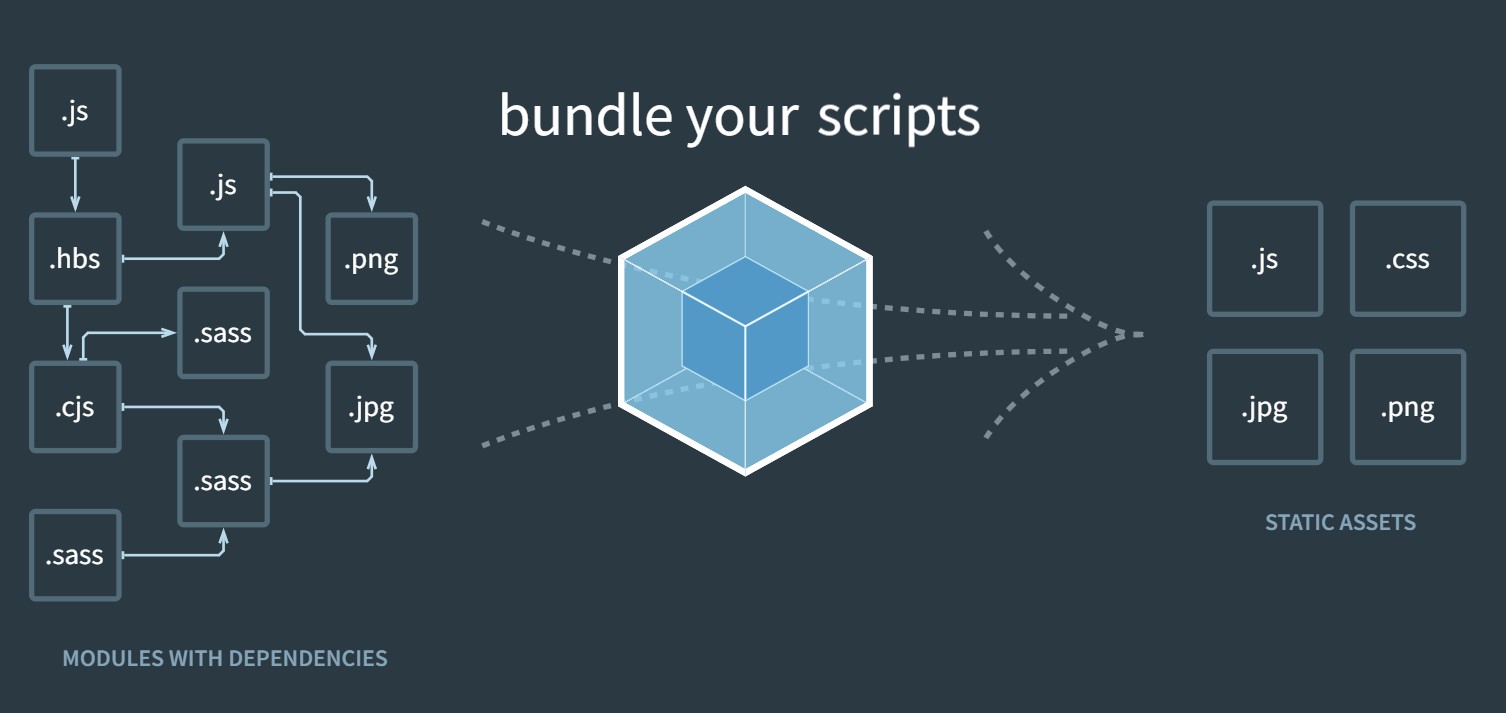 bundle your scripts
.js
.js
.hbs
.png
.sass
.cjs
.jpg
.sass
.sass
MODULES WITH DEPENDENCIES
.js
.css
.jpg
.png
STATIC ASSETS